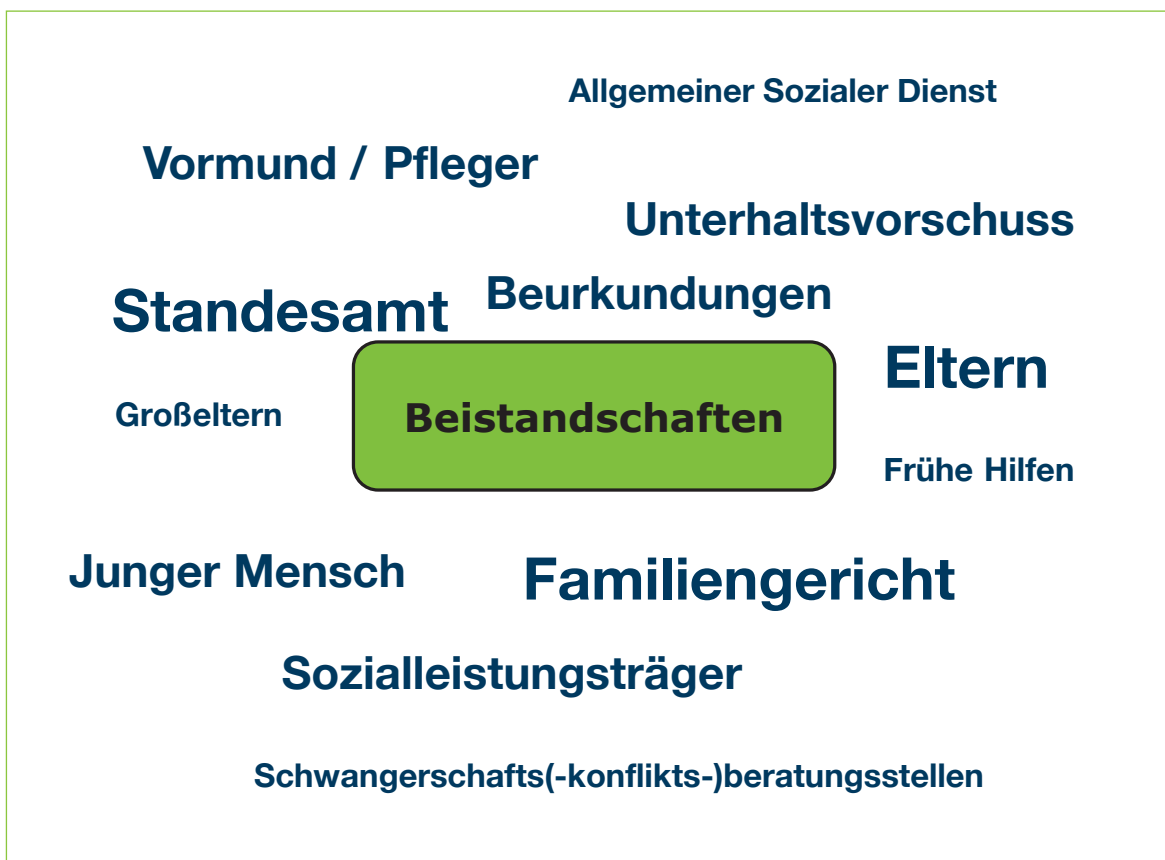 Allgemeiner Sozialer Dienst
Vormund / Pfleger
Unterhaltsvorschuss
Standesamt
Beurkundungen
Eltern
Großeltern
Beistandschaften
Frühe Hilfen
Junger Mensch
Familiengericht
Sozialleistungsträger
Schwangerschafts(-konflikts-)beratungsstellen